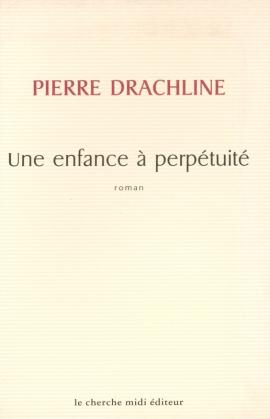 PIERRE DRACHLINE
Une enfance à perpétuité
roman
le cherche midi éditeur